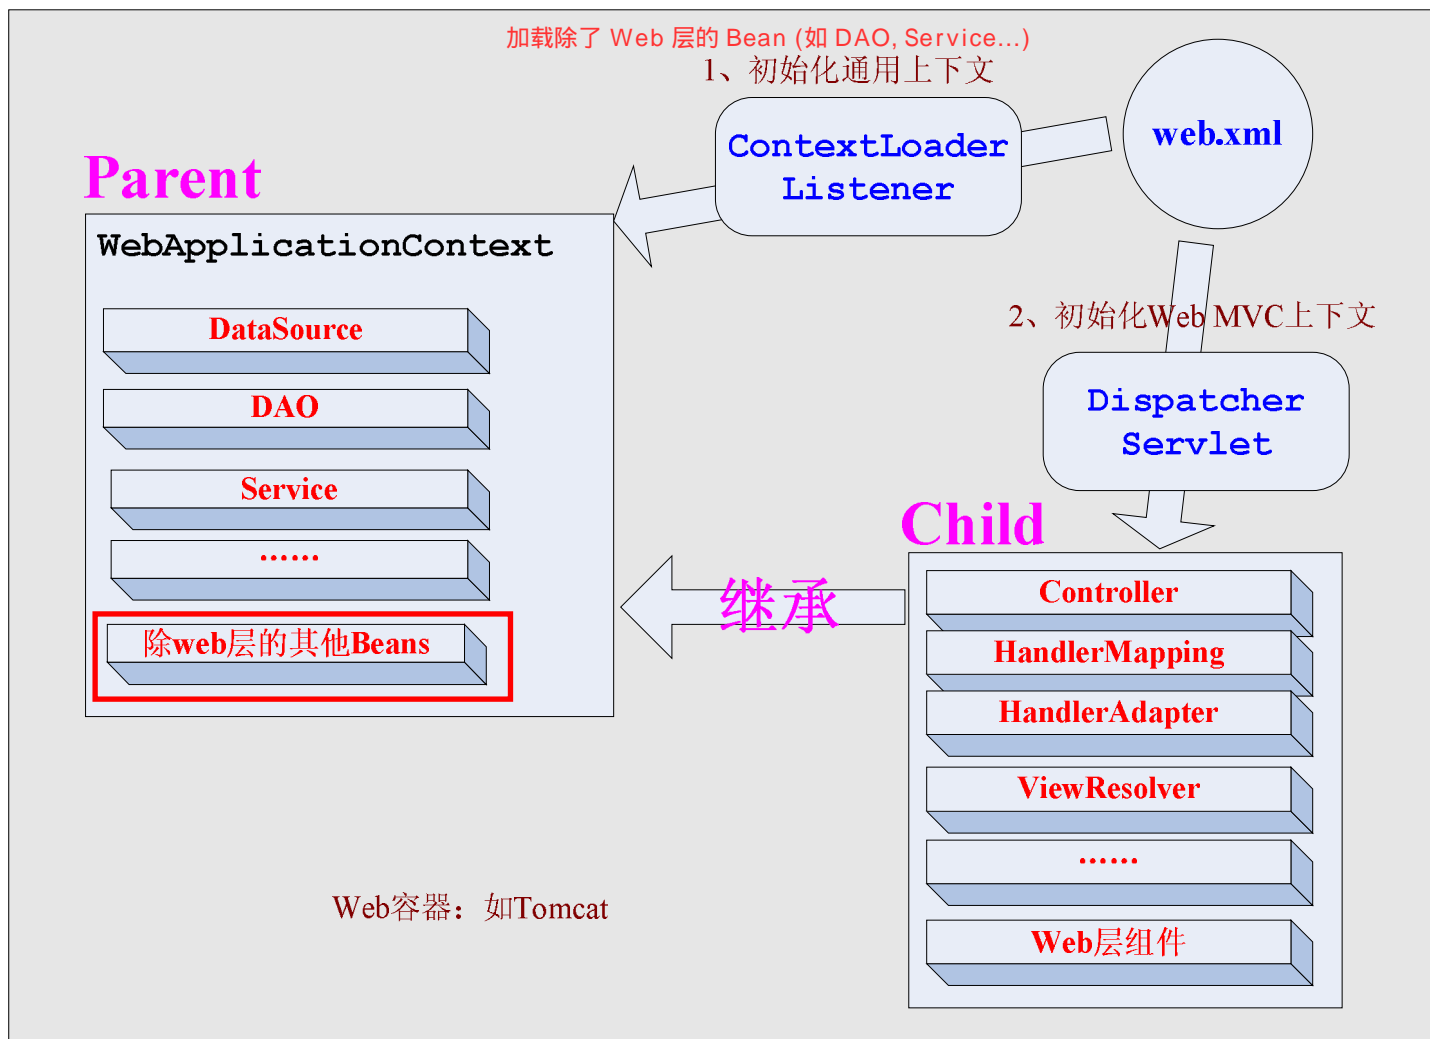 加载除了 Web 层的 Bean (如 DAO, Service...)
1、初始化通用上下文
ContextLoader
Listener
web.xml
Parent
WebApplicationContext
DataSource
DAO
Service
……
除web层的其他Beans
2、初始化Web MVC上下文
Dispatcher
Servlet
Child
继承
Controller
HandlerMapping
HandlerAdapter
ViewResolver
……
Web层组件
Web容器：如Tomcat